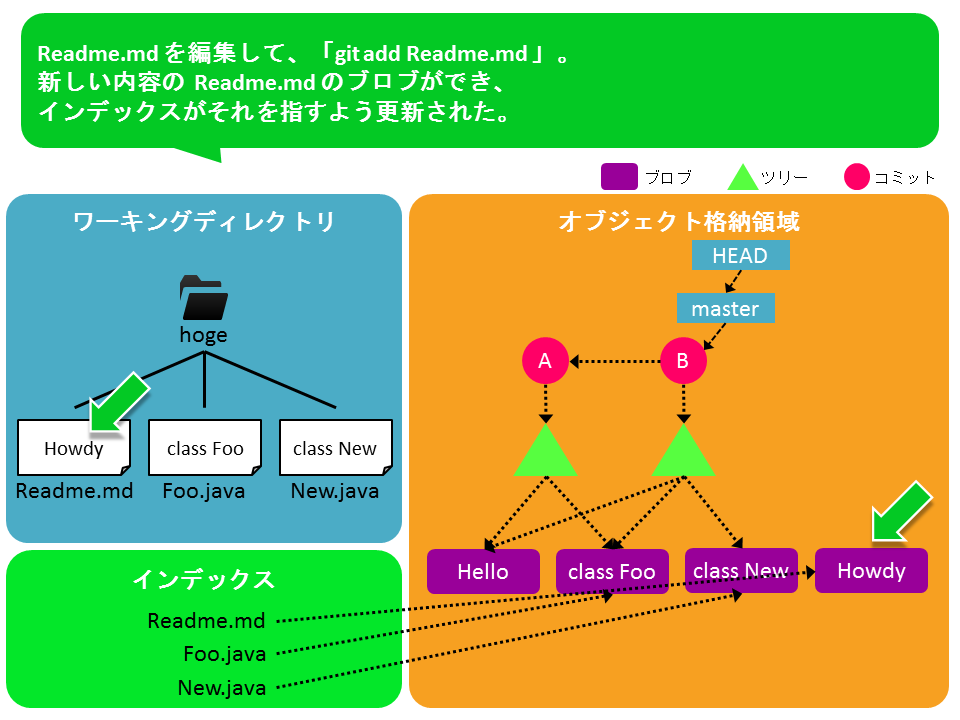 Readme.md を編集して、「git add Readme.md」。
新しい内容の Readme.md のブロブができ、
インデックスがそれを指すよう更新された。
ブロブ ツリー コミット
ワーキングディレクトリ
hoge
Howdy class Foo class New
Readme.md Foo.java New.java
オブジェクト格納領域
HEAD
master
A B
Hello class Foo class New Howdy
インデックス
Readme.md
Foo.java
New.java